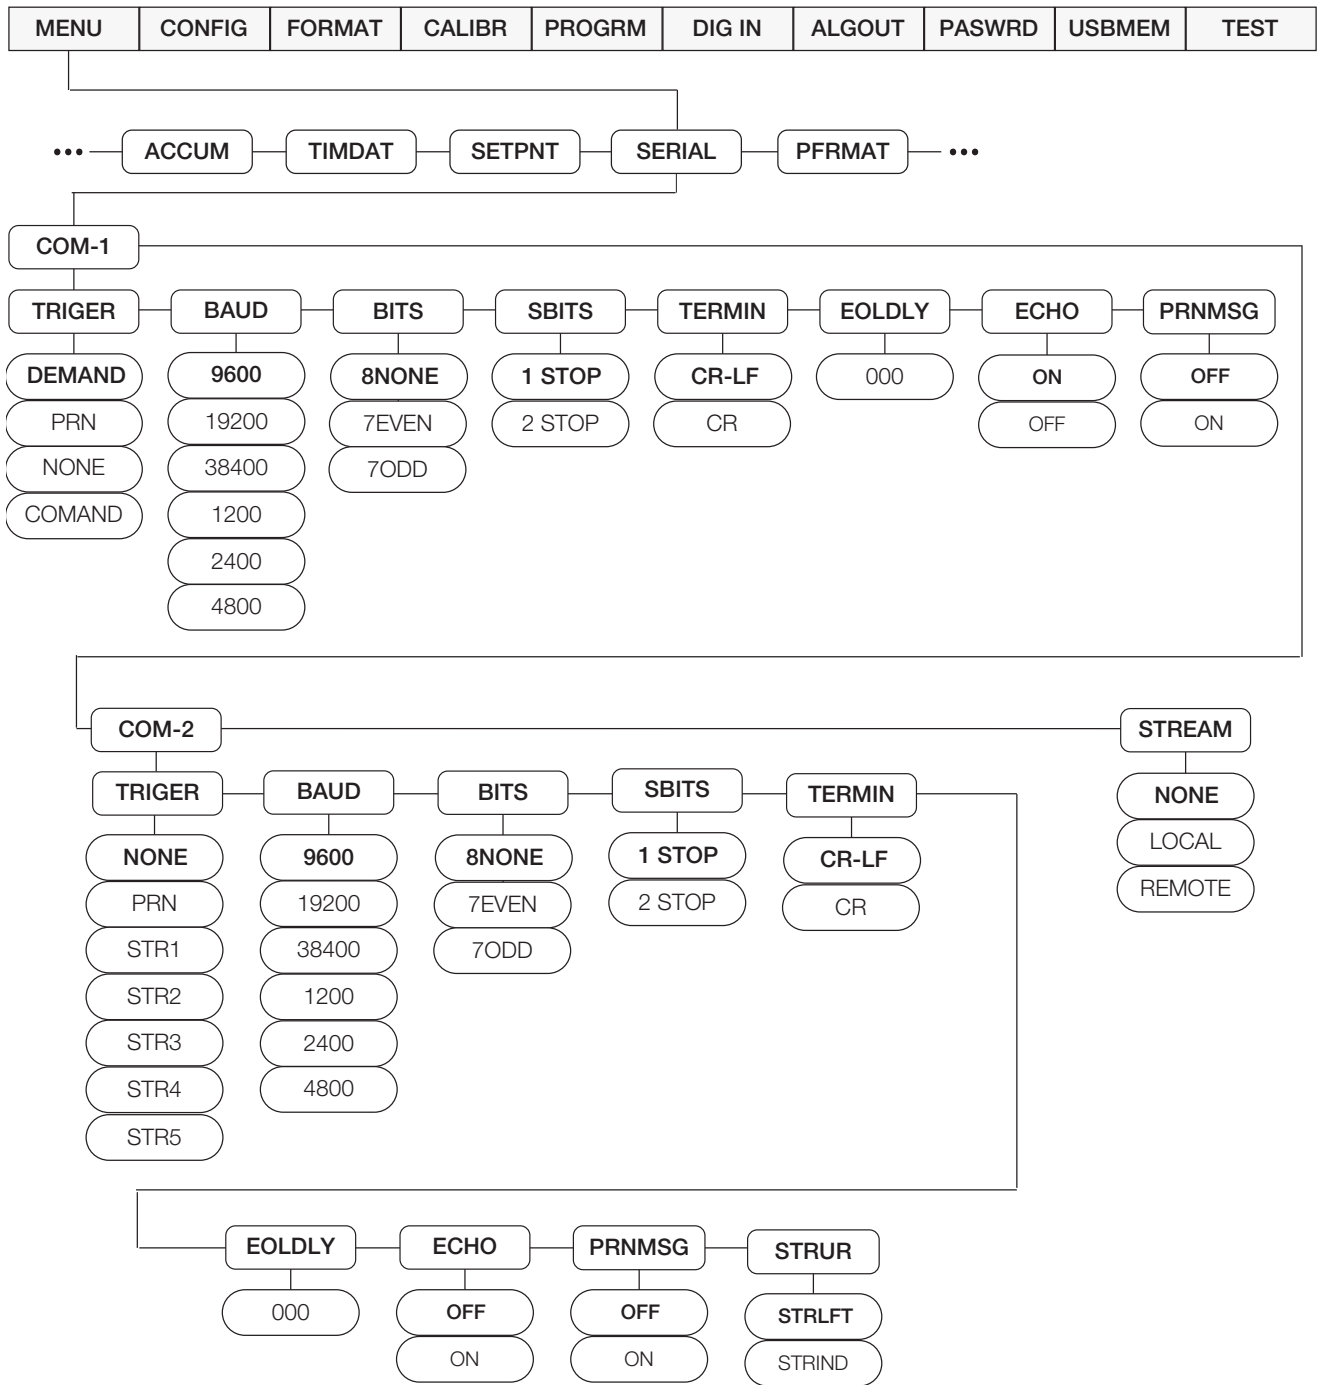 MENU CONFIG FORMAT CALIBR PROGRM DIG IN ALGOUT PASWRD USBMEM TEST
••• ACCUM TIMDAT SETPNT SERIAL PFRMAT •••
COM-1
TRIGER BAUD BITS SBITS TERMIN EOLDLY ECHO PRNMSG
DEMAND 9600 8NONE 1 STOP CR-LF 000 ON OFF
PRN 19200 7EVEN 2 STOP CR OFF ON
NONE 38400 7ODD
COMAND 1200
2400
4800
COM-2 STREAM
TRIGER BAUD BITS SBITS TERMIN NONE
NONE 9600 8NONE 1 STOP CR-LF LOCAL
PRN 19200 7EVEN 2 STOP CR REMOTE
STR1 38400 7ODD
STR2 1200
STR3 2400
STR4 4800
STR5
EOLDLY ECHO PRNMSG STRUR
000 OFF OFF STRLFT
ON ON STRIND